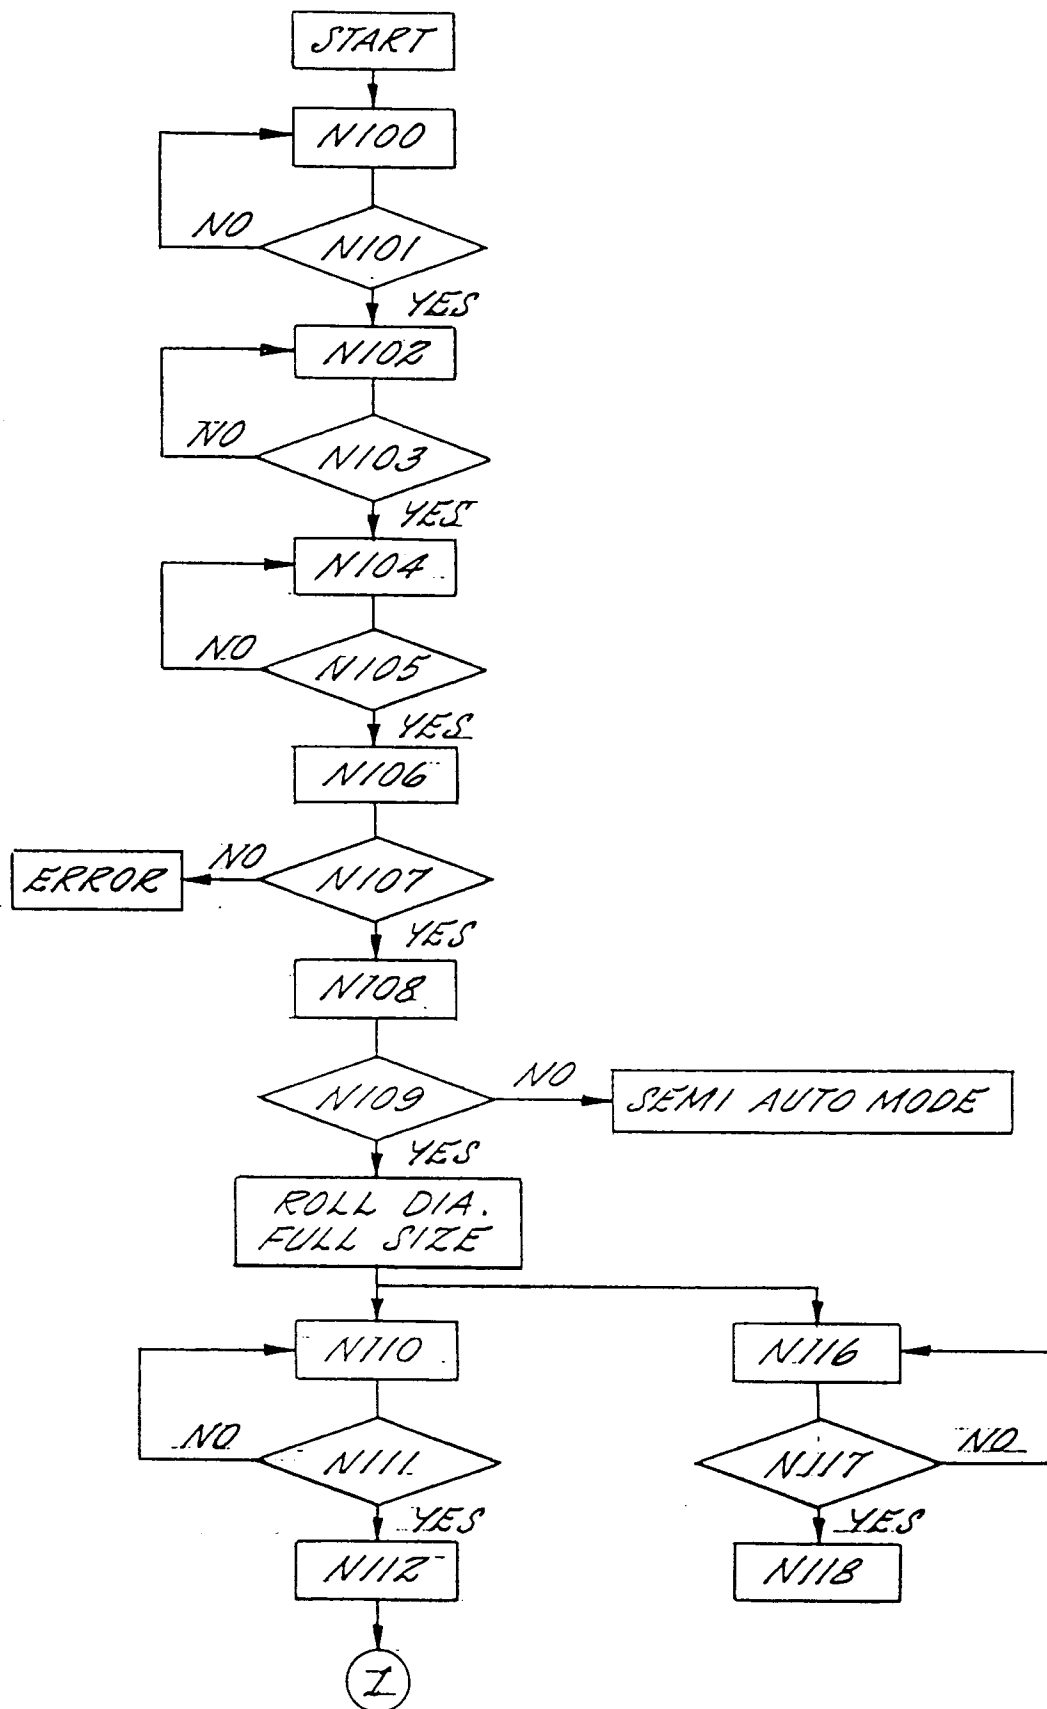 START
N100
NO
N101
YES
N102
NO
N103
YES
N104
NO
N105
YES
N106
NO
ERROR
N107
YES
N108
N109
NO
SEMI AUTO MODE
YES
ROLL DIA.
FULL SIZE
N110
N116
NO
N111
N117
NO
YES
YES
N112
N118
I